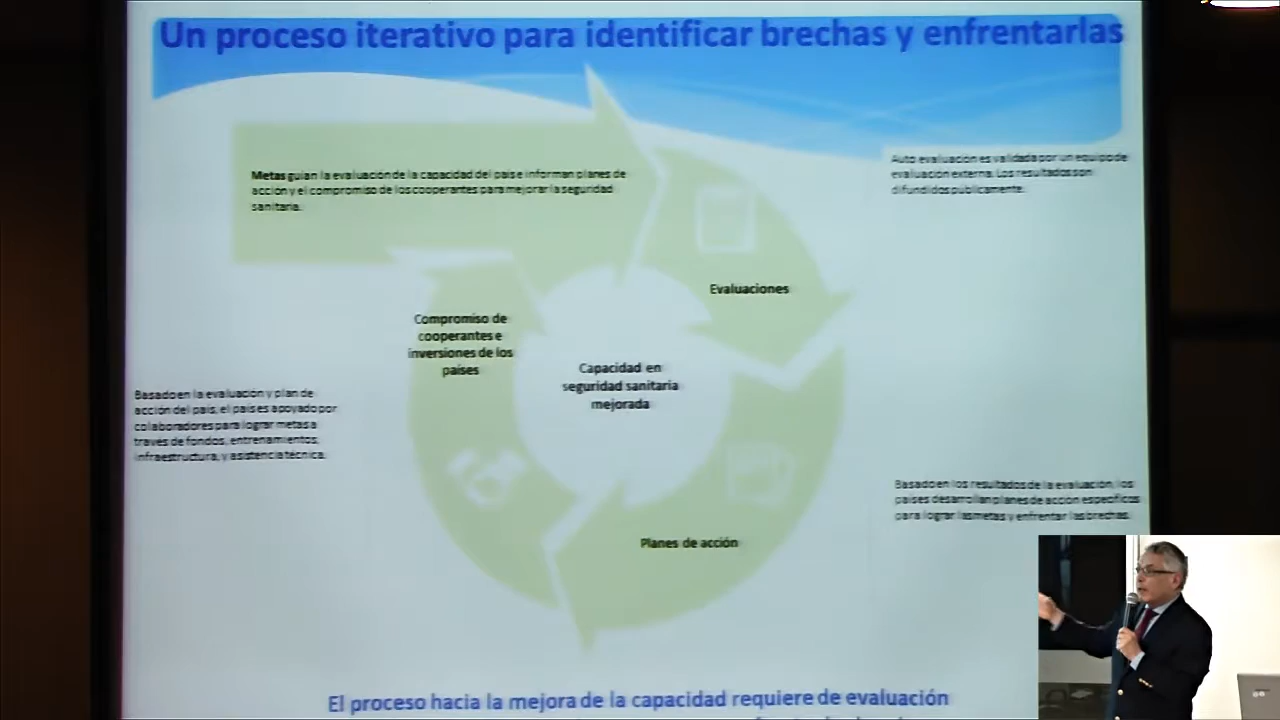 Un proceso iterativo para identificar brechas y enfrentarlas
Metas guían la evaluación de la capacidad del país e informan planes de
acción y el compromiso de los cooperantes para mejorar la seguridad
sanitaria.
Auto evaluación es validada por un equipo de
evaluación externa. Los resultados son
difundidos públicamente.
Evaluaciones
Compromiso de
cooperantes e
inversiones de los
países
Capacidad en
seguridad sanitaria
mejorada
Basado en la evaluación y plan de
acción del país, el país es apoyado por
colaboradores para lograr metas a
través de fondos, entrenamientos,
infraestructura, y asistencia técnica.
Basado en los resultados de la evaluación, los
países desarrollan planes de acción específicos
para lograr las metas y enfrentar las brechas.
Planes de acción
El proceso hacia la mejora de la capacidad requiere de evaluación